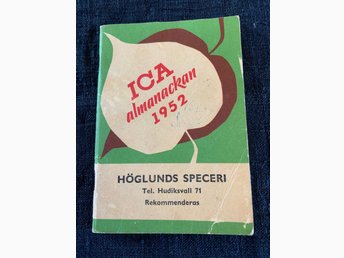 ICA
almanackan
1952
HÖGLUNDS SPECERI
Tel. Hudiksvall 71
Rekommenderas